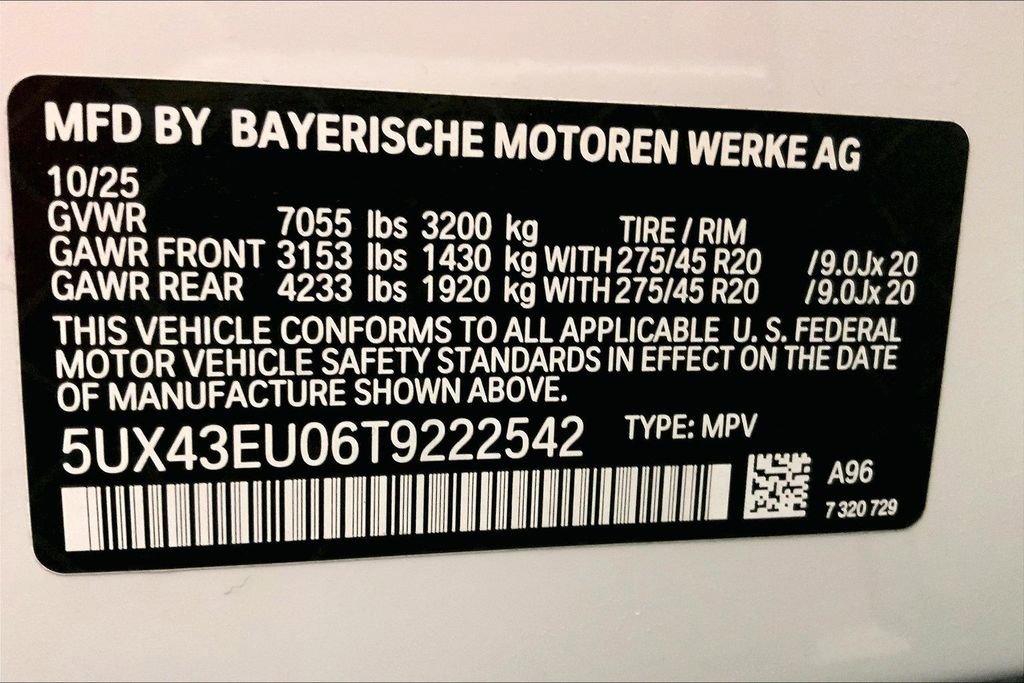 MFD BY BAYERISCHE MOTOREN WERKE AG
10/25
GVWR 7055 lbs 3200 kg TIRE / RIM
GAWR FRONT 3153 lbs 1430 kg WITH 275/45 R20 /9.0Jx 20
GAWR REAR 4233 lbs 1920 kg WITH 275/45 R20 /9.0Jx 20
THIS VEHICLE CONFORMS TO ALL APPLICABLE U. S. FEDERAL
MOTOR VEHICLE SAFETY STANDARDS IN EFFECT ON THE DATE
OF MANUFACTURE SHOWN ABOVE.
5UX43EU06T9222542 TYPE: MPV
A96
7 320 729